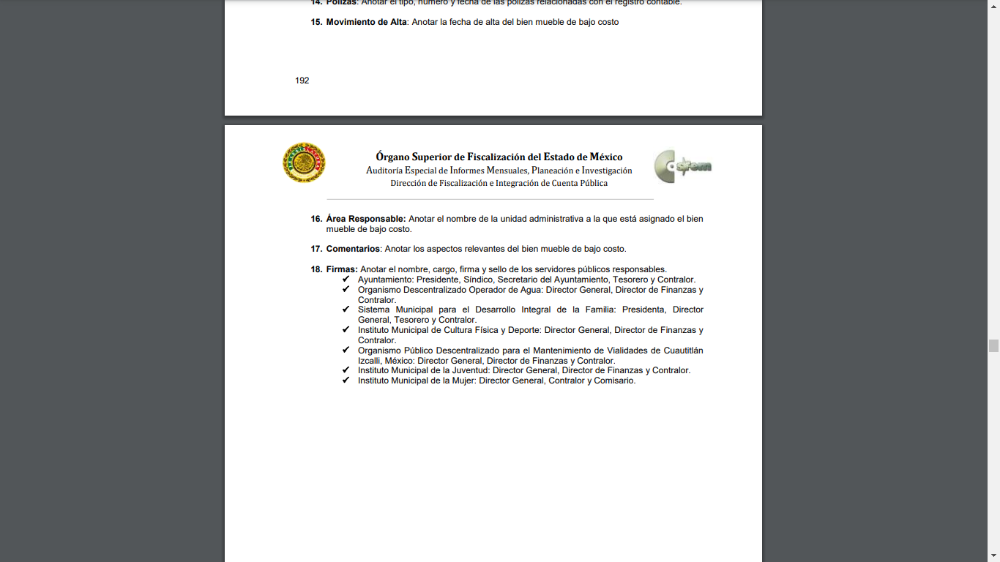 14. Pólizas: Anotar el tipo, número y fecha de las pólizas relacionadas con el registro contable.
15. Movimiento de Alta: Anotar la fecha de alta del bien mueble de bajo costo
192
Órgano Superior de Fiscalización del Estado de México
Auditoría Especial de Informes Mensuales, Planeación e Investigación
Dirección de Fiscalización e Integración de Cuenta Pública
osfem
16. Área Responsable: Anotar el nombre de la unidad administrativa a la que está asignado el bien
mueble de bajo costo.
17. Comentarios: Anotar los aspectos relevantes del bien mueble de bajo costo.
18. Firmas: Anotar el nombre, cargo, firma y sello de los servidores públicos responsables.
✔ Ayuntamiento: Presidente, Síndico, Secretario del Ayuntamiento, Tesorero y Contralor.
✔ Organismo Descentralizado Operador de Agua: Director General, Director de Finanzas y
Contralor.
✔ Sistema Municipal para el Desarrollo Integral de la Familia: Presidenta, Director
General, Tesorero y Contralor.
✔ Instituto Municipal de Cultura Física y Deporte: Director General, Director de Finanzas y
Contralor.
✔ Organismo Público Descentralizado para el Mantenimiento de Vialidades de Cuautitlán
Izcalli, México: Director General, Director de Finanzas y Contralor.
✔ Instituto Municipal de la Juventud: Director General, Director de Finanzas y Contralor.
✔ Instituto Municipal de la Mujer: Director General, Contralor y Comisario.